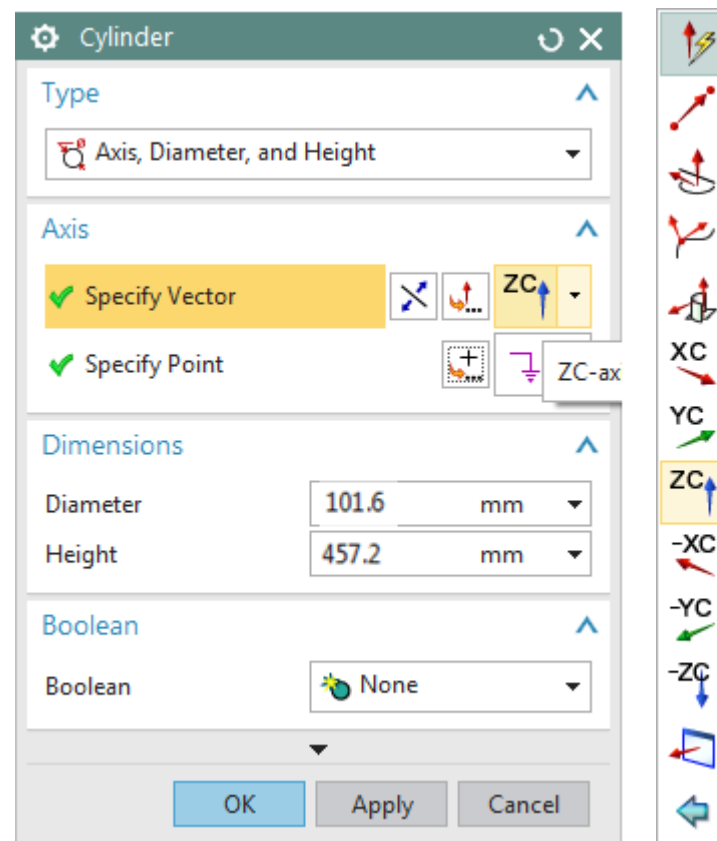 Cylinder
Type
Axis, Diameter, and Height
Axis
Specify Vector
ZC
Specify Point
ZC-ax
Dimensions
Diameter 101.6 mm
Height 457.2 mm
Boolean
Boolean None
OK Apply Cancel
XC
YC
ZC
-XC
-YC
-ZC